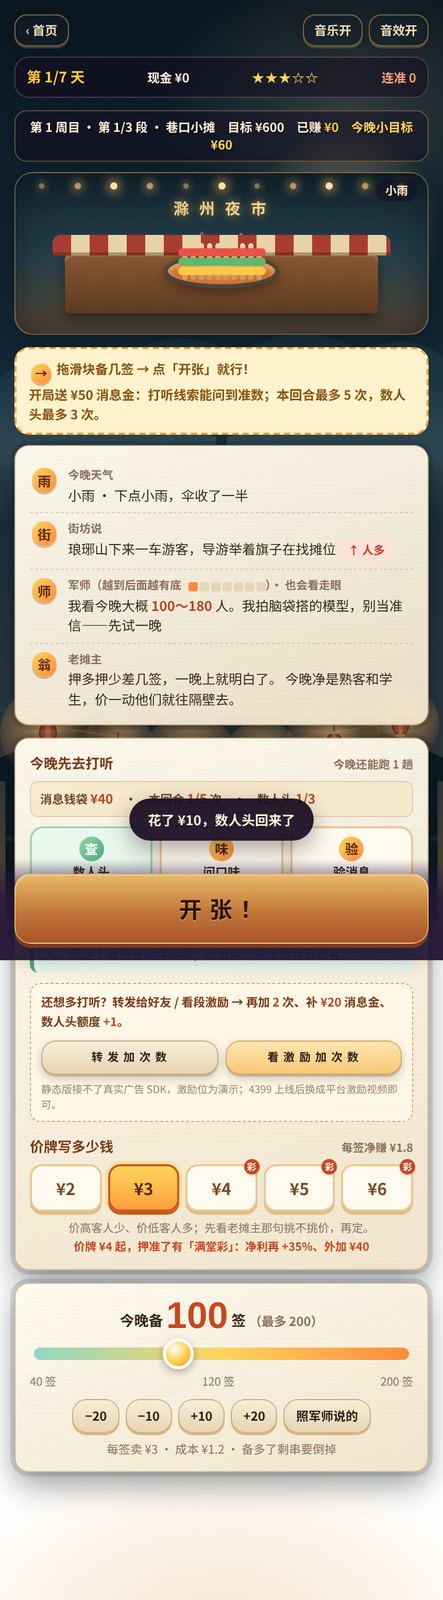 ‹ 首页
音乐开
音效开
第 1/7 天
现金 ¥0
★★★☆☆
连准 0
第 1 周目 · 第 1/3 段 · 巷口小摊 目标 ¥600 已赚 ¥0 今晚小目标
¥60
小雨
滁州夜市
→ 拖滑块备几签 → 点「开张」就行！
开局送 ¥50 消息金：打听线索能问到准数；本回合最多 5 次，数人
头最多 3 次。
雨
今晚天气
小雨 · 下点小雨，伞收了一半
街
街坊说
琅琊山下来一车游客，导游举着旗子在找摊位 ↑ 人多
师
军师（越到后面越有底 ）· 也会看走眼
我看今晚大概 100～180 人。我拍脑袋搭的模型，别当准
信——先试一晚
翁
老摊主
押多押少差几签，一晚上就明白了。 今晚净是熟客和学
生，价一动他们就往隔壁去。
今晚先去打听
今晚还能跑 1 趟
消息钱袋 ¥40 · 本回合 1/5 次 · 数人头 1/3
花了 ¥10，数人头回来了
查
数人头
味
问口味
验
验消息
开张！
还想多打听？转发给好友 / 看段激励 → 再加 2 次、补 ¥20 消息金、
数人头额度 +1。
转发加次数
看激励加次数
静态版接不了真实广告 SDK，激励位为演示；4399 上线后换成平台激励视频即
可。
价牌写多少钱
每签净赚 ¥1.8
¥2
¥3
¥4
彩
¥5
彩
¥6
彩
价高客人少、价低客人多；先看老摊主那句挑不挑价，再定。
价牌 ¥4 起，押准了有「满堂彩」：净利再 +35%、外加 ¥40
今晚备 100 签 （最多 200）
40 签
120 签
200 签
−20
−10
+10
+20
照军师说的
每签卖 ¥3 · 成本 ¥1.2 · 备多了剩串要倒掉